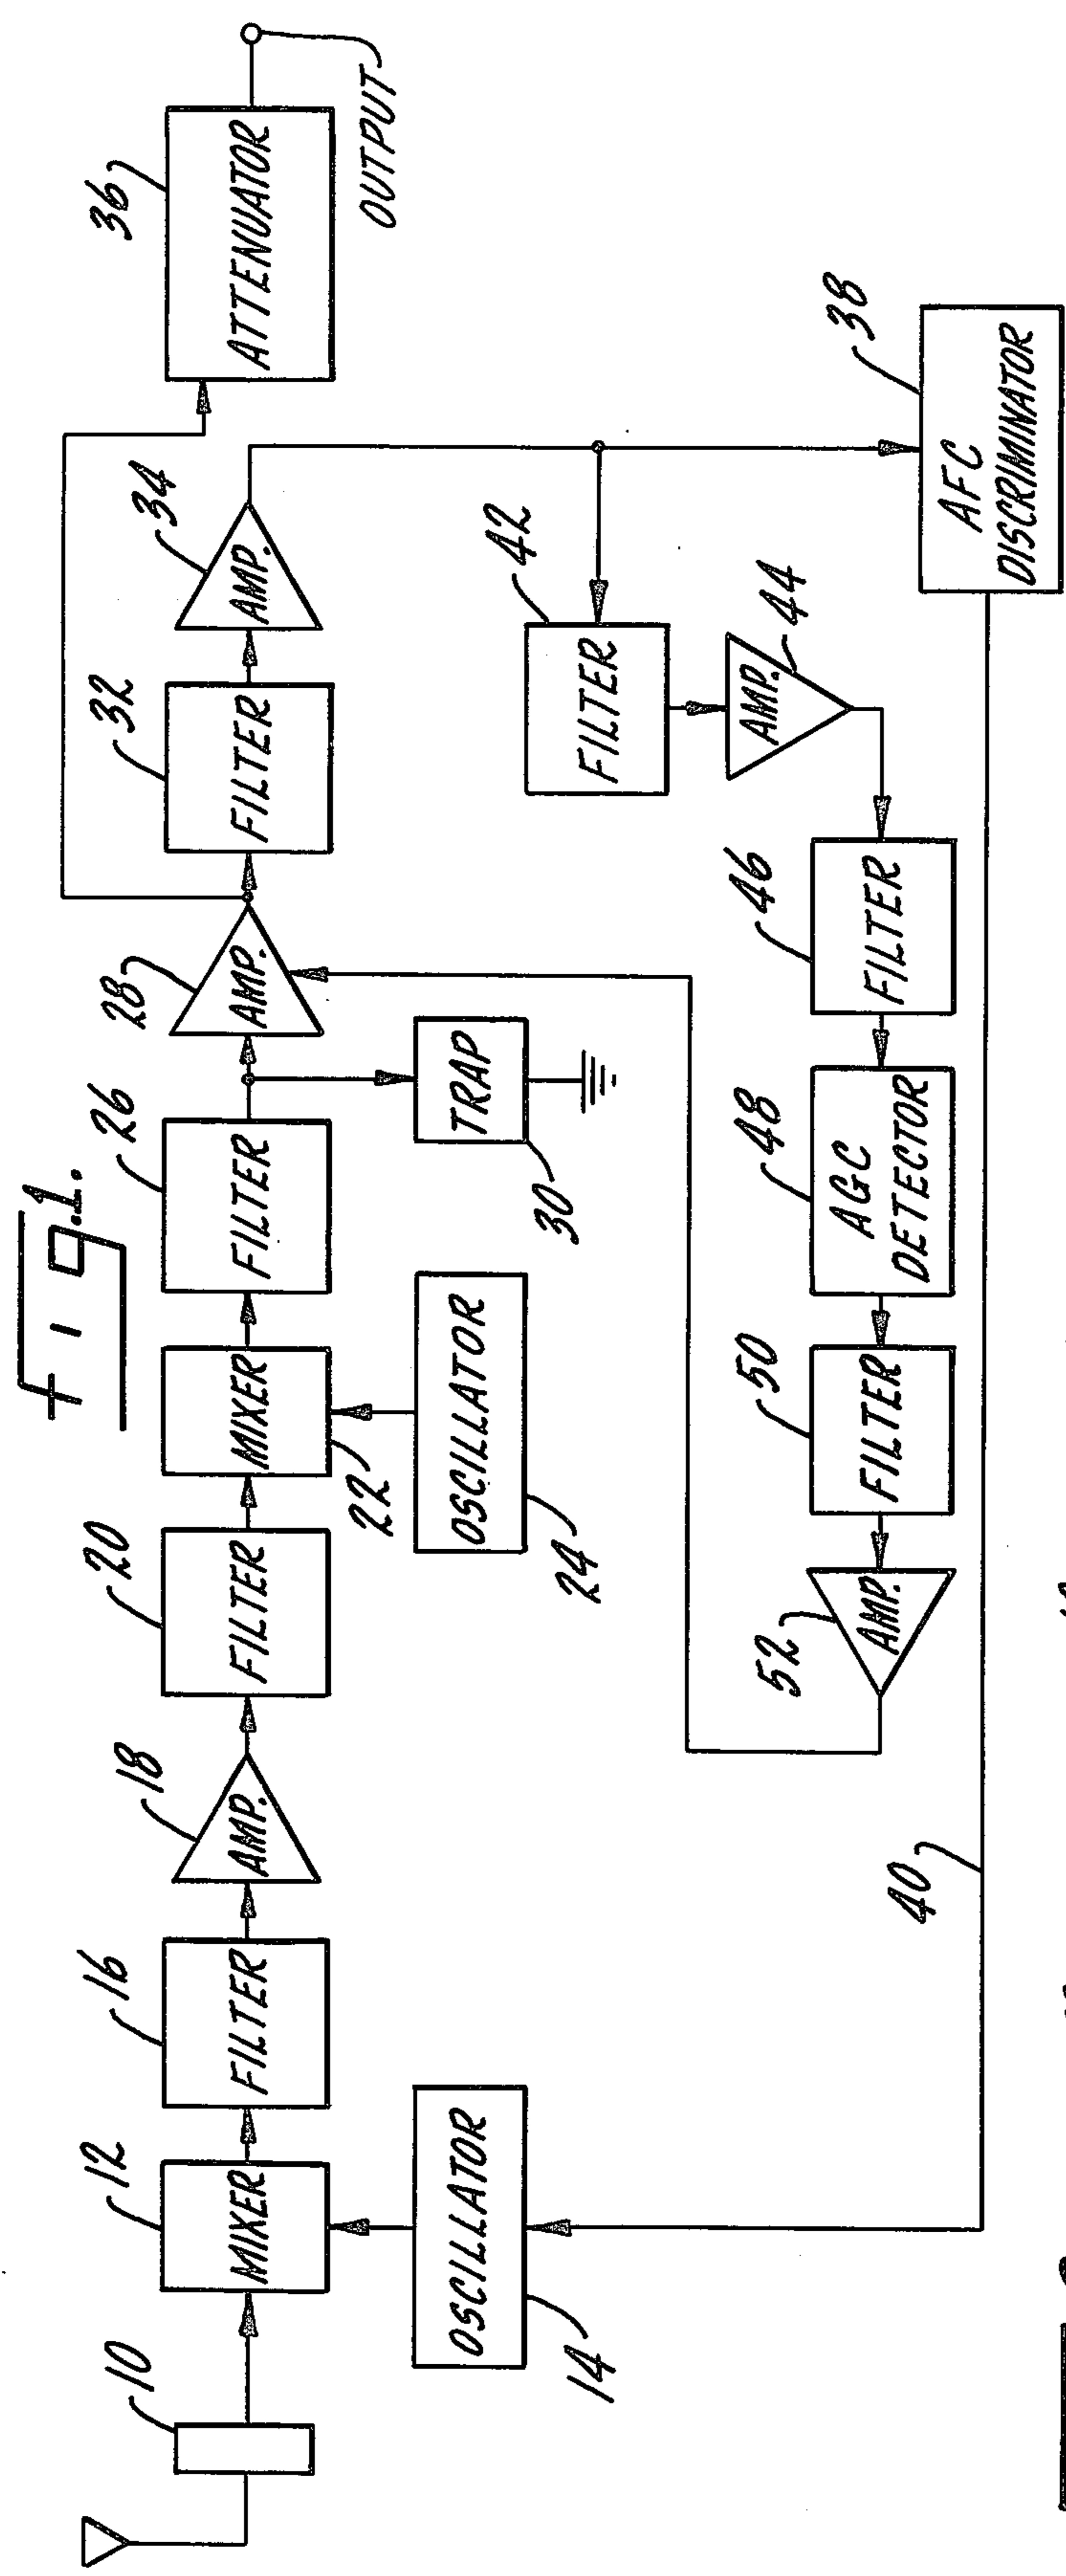 Fig.1.
10
12
MIXER
16
FILTER
18
AMP.
20
FILTER
MIXER
22
26
FILTER
28
AMP.
32
FILTER
34
AMP.
36
ATTENUATOR
OUTPUT
OSCILLATOR
14
OSCILLATOR
24
TRAP
30
42
FILTER
AMP.
44
52
AMP.
50
FILTER
48
AGC
DETECTOR
46
FILTER
38
AFC
DISCRIMINATOR
40